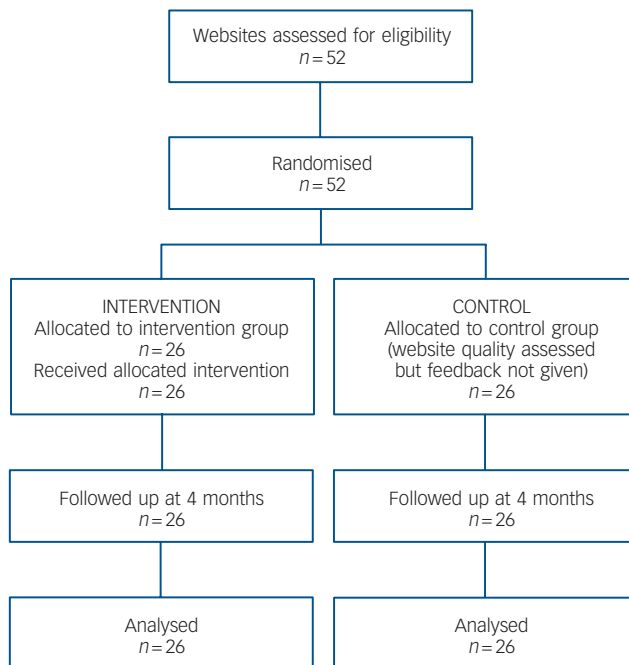 Websites assessed for eligibility
n=52
Randomised
n=52
INTERVENTION
Allocated to intervention group
n=26
Received allocated intervention
n=26
CONTROL
Allocated to control group
(website quality assessed
but feedback not given)
n=26
Followed up at 4 months
n=26
Followed up at 4 months
n=26
Analysed
n=26
Analysed
n=26